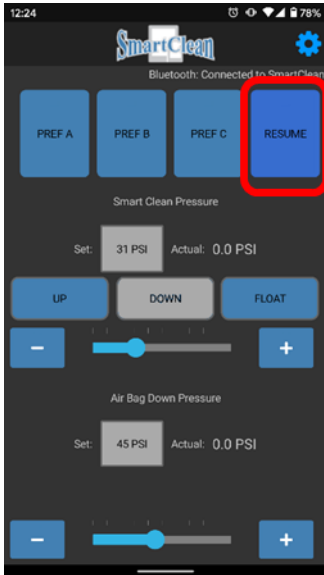 12:24 78%
SmartClean
Bluetooth: Connected to SmartClean
PREF A PREF B PREF C RESUME
Smart Clean Pressure
Set: 31 PSI Actual: 0.0 PSI
UP DOWN FLOAT
− +
Air Bag Down Pressure
Set: 45 PSI Actual: 0.0 PSI
− +